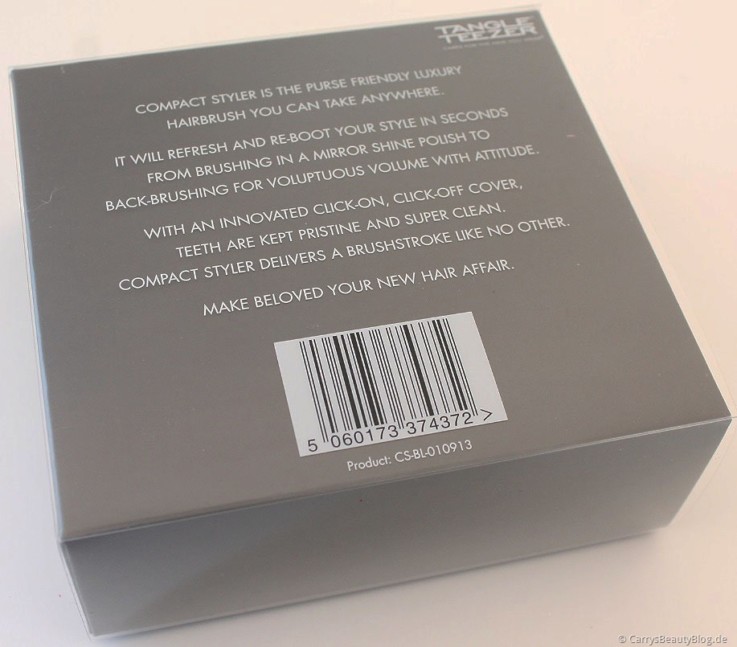 TANGLE
TEEZER
COMPACT STYLER IS THE PURSE FRIENDLY LUXURY
HAIRBRUSH YOU CAN TAKE ANYWHERE.
IT WILL REFRESH AND RE-BOOT YOUR STYLE IN SECONDS
FROM BRUSHING IN A MIRROR SHINE POLISH TO
BACK-BRUSHING FOR VOLUPTUOUS VOLUME WITH ATTITUDE.
WITH AN INNOVATED CLICK-ON, CLICK-OFF COVER,
TEETH ARE KEPT PRISTINE AND SUPER CLEAN.
COMPACT STYLER DELIVERS A BRUSHSTROKE LIKE NO OTHER.
MAKE BELOVED YOUR NEW HAIR AFFAIR.
5 060173 374372 >
Product: CS-BL-010913
© CarrysBeautyBlog.de